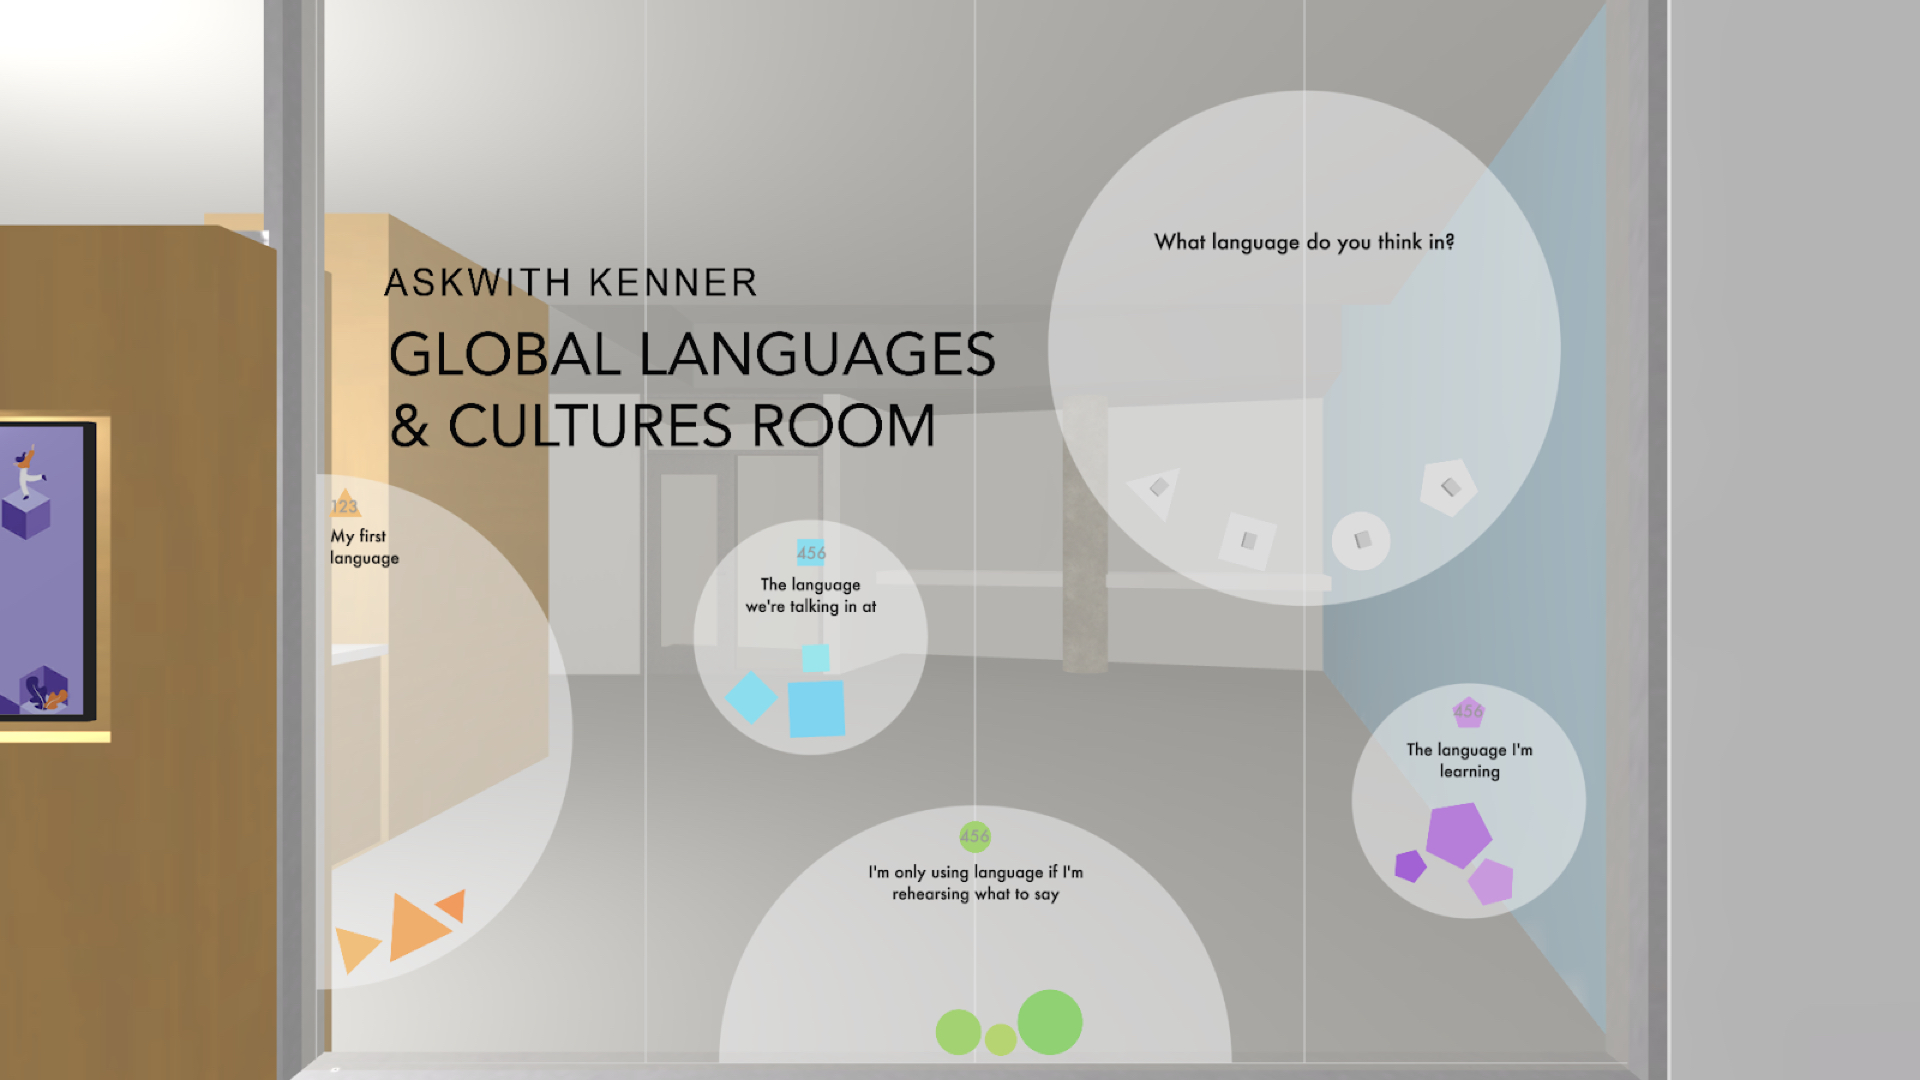 ASKWITH KENNER
GLOBAL LANGUAGES
& CULTURES ROOM
What language do you think in?
123
My first
language
456
The language
we're talking in at
456
The language I'm
learning
456
I'm only using language if I'm
rehearsing what to say